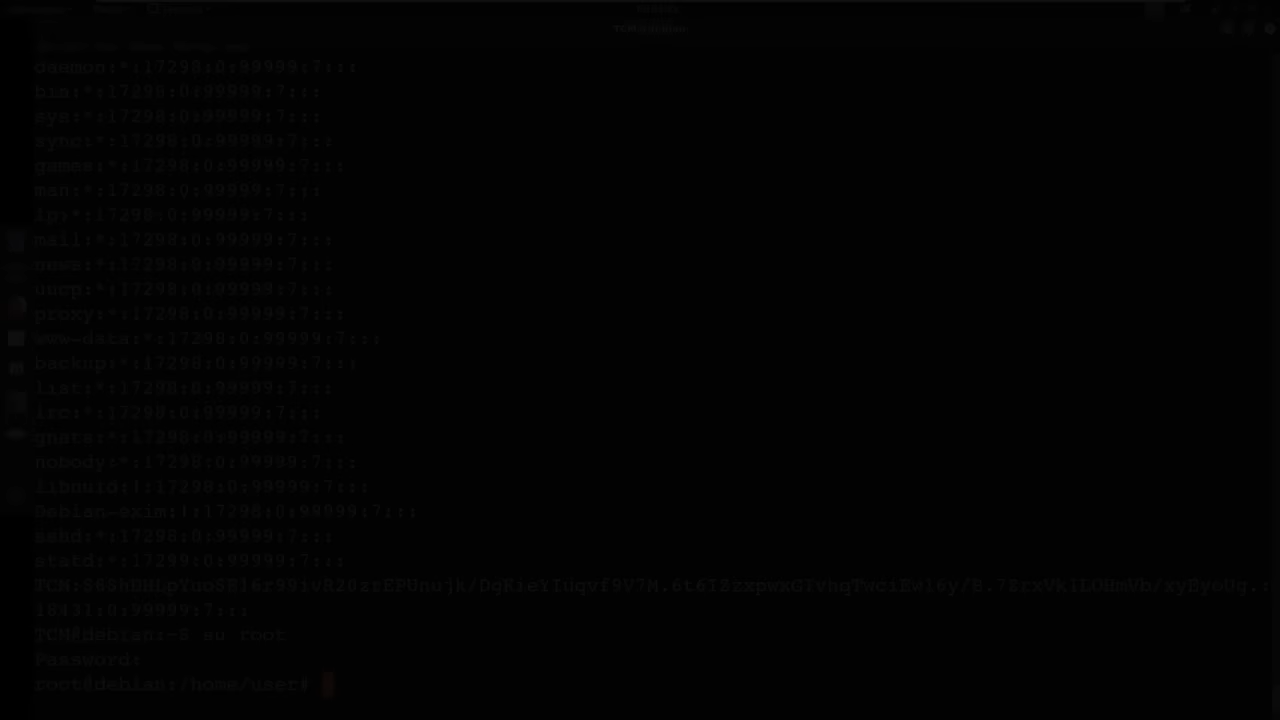 daemon:*:17298:0:99999:7:::
bin:*:17298:0:99999:7:::
sys:*:17298:0:99999:7:::
sync:*:17298:0:99999:7:::
games:*:17298:0:99999:7:::
man:*:17298:0:99999:7:::
lp:*:17298:0:99999:7:::
mail:*:17298:0:99999:7:::
news:*:17298:0:99999:7:::
uucp:*:17298:0:99999:7:::
proxy:*:17298:0:99999:7:::
www-data:*:17298:0:99999:7:::
backup:*:17298:0:99999:7:::
list:*:17298:0:99999:7:::
irc:*:17298:0:99999:7:::
gnats:*:17298:0:99999:7:::
nobody:*:17298:0:99999:7:::
libuuid:!:17298:0:99999:7:::
Debian-exim:!:17298:0:99999:7:::
sshd:*:17298:0:99999:7:::
statd:*:17299:0:99999:7:::
18431:0:99999:7:::
TCM@debian:~$ su root
Password:
root@debian:/home/user#